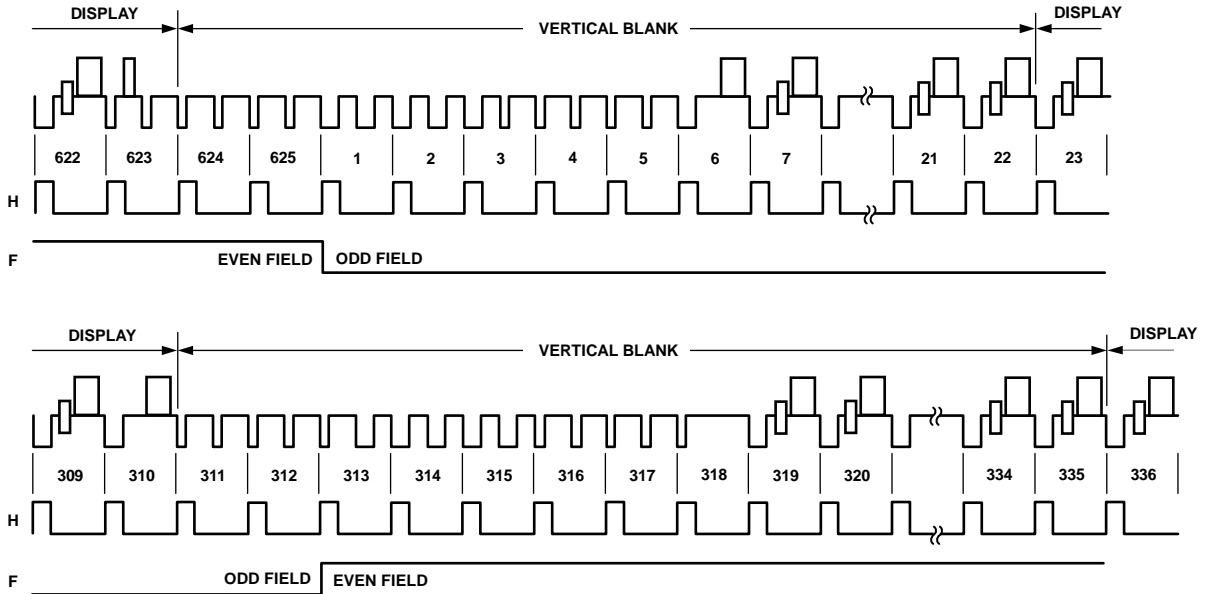 DISPLAY VERTICAL BLANK DISPLAY
622 623 624 625 1 2 3 4 5 6 7 21 22 23
H
F EVEN FIELD ODD FIELD
DISPLAY VERTICAL BLANK DISPLAY
309 310 311 312 313 314 315 316 317 318 319 320 334 335 336
H
F ODD FIELD EVEN FIELD